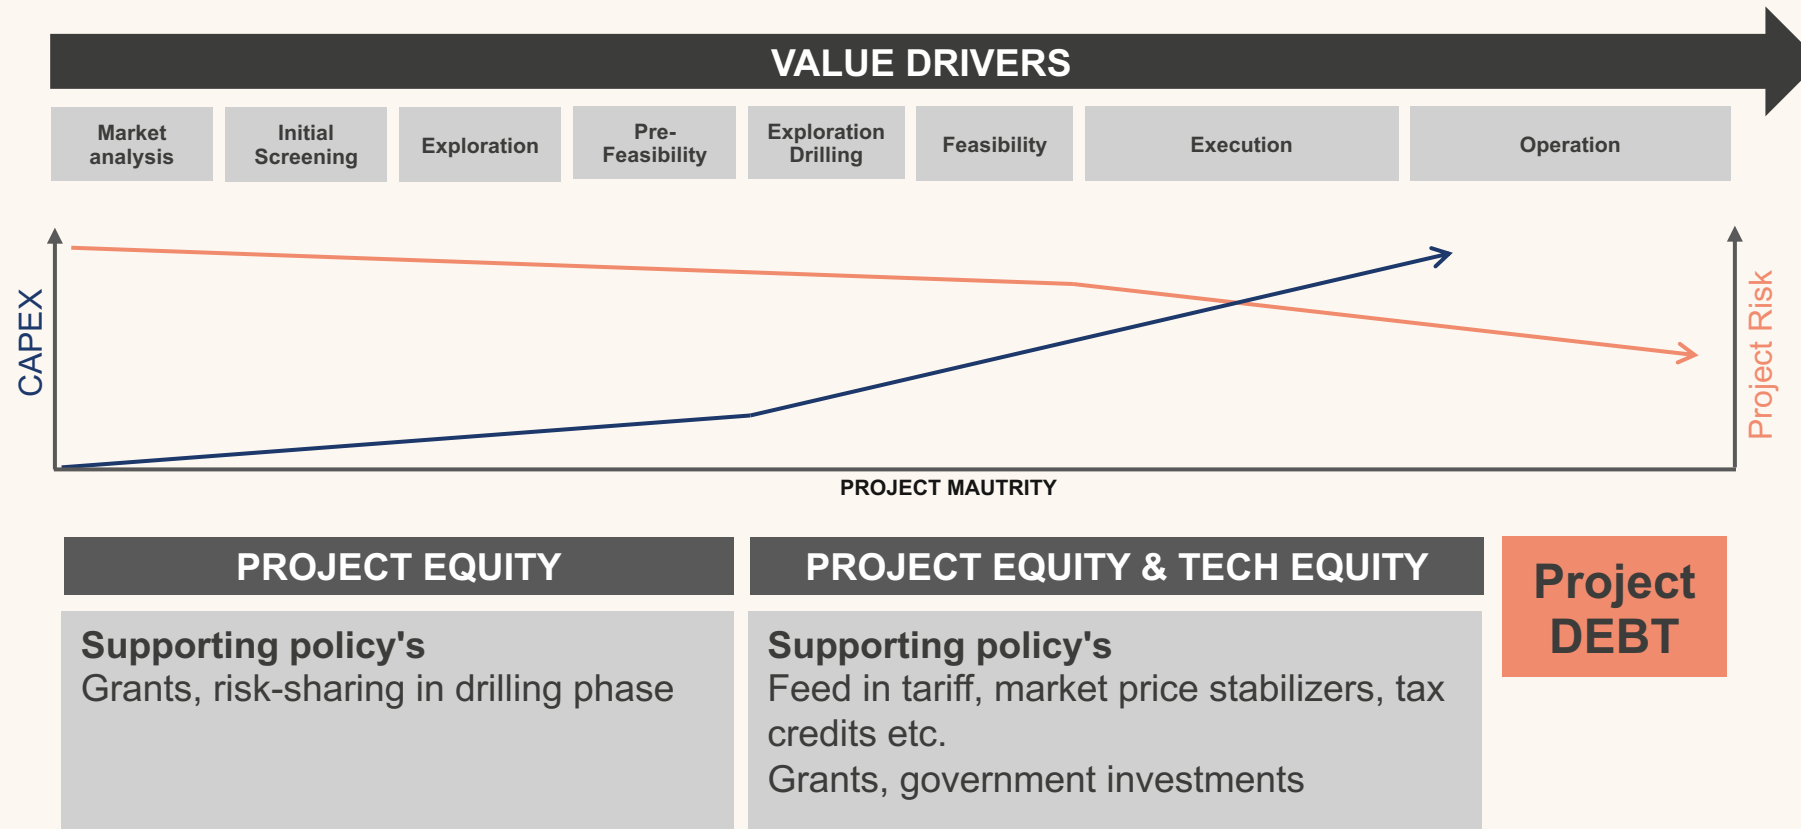 VALUE DRIVERS
Market
analysis
Initial
Screening
Exploration
Pre-
Feasibility
Exploration
Drilling
Feasibility
Execution
Operation
CAPEX
Project Risk
PROJECT MAUTRITY
PROJECT EQUITY
Supporting policy's
Grants, risk-sharing in drilling phase
PROJECT EQUITY & TECH EQUITY
Supporting policy's
Feed in tariff, market price stabilizers, tax
credits etc.
Grants, government investments
Project
DEBT